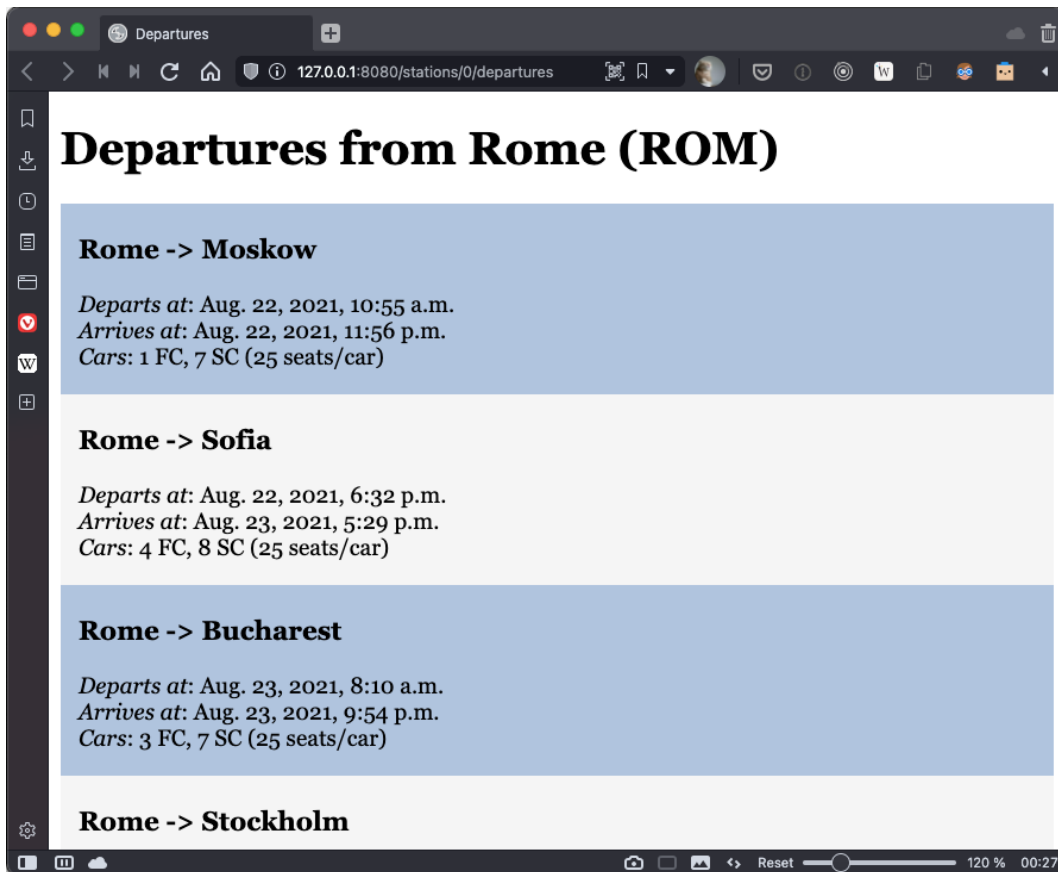 Departures
127.0.0.1:8080/stations/0/departures
W
W
Departures from Rome (ROM)
Rome -> Moskow
Departs at: Aug. 22, 2021, 10:55 a.m.
Arrives at: Aug. 22, 2021, 11:56 p.m.
Cars: 1 FC, 7 SC (25 seats/car)
Rome -> Sofia
Departs at: Aug. 22, 2021, 6:32 p.m.
Arrives at: Aug. 23, 2021, 5:29 p.m.
Cars: 4 FC, 8 SC (25 seats/car)
Rome -> Bucharest
Departs at: Aug. 23, 2021, 8:10 a.m.
Arrives at: Aug. 23, 2021, 9:54 p.m.
Cars: 3 FC, 7 SC (25 seats/car)
Rome -> Stockholm
Reset 120 % 00:27